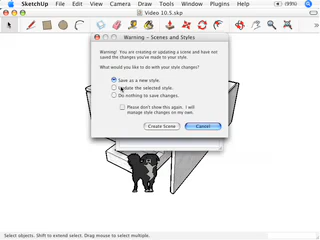 SketchUp File Edit View Camera Draw Tools Window (99%)
Video 10.5.skp
Warning – Scenes and Styles
Warning! You are creating or updating a scene and have not
saved the changes you've made to your style.
What would you like to do with your style changes?
Save as a new style.
Update the selected style.
Do nothing to save changes.
Please don't show this again. I will
manage style changes on my own.
Create Scene Cancel
Select objects. Shift to extend select. Drag mouse to select multiple.